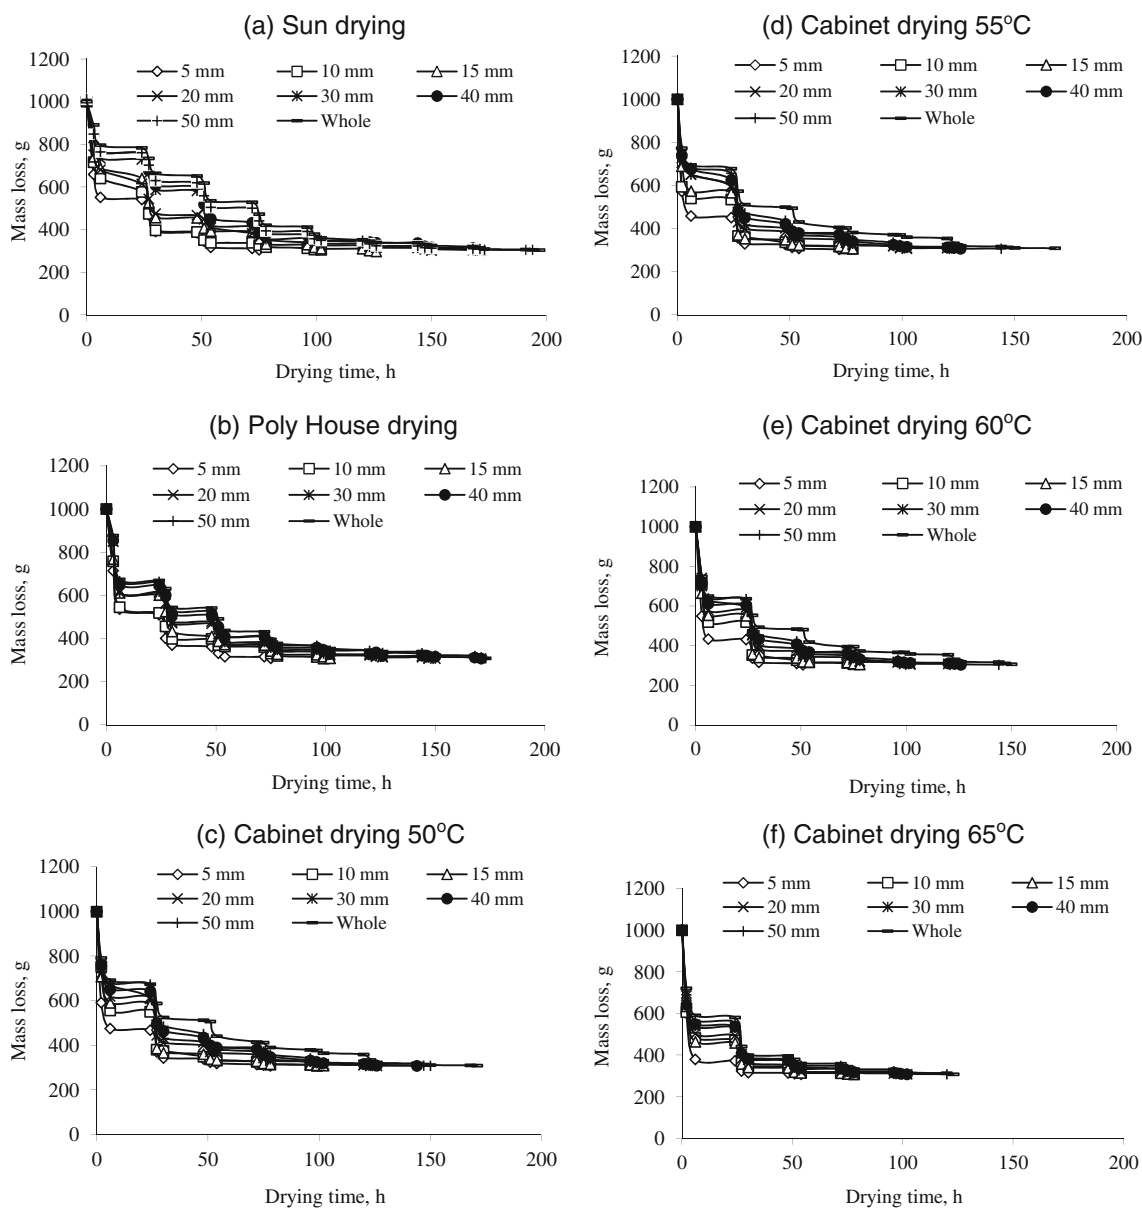 (a) Sun drying
1200
1000
800
600
400
200
0
Mass loss, g
5 mm 10 mm 15 mm
20 mm 30 mm 40 mm
50 mm Whole
0 50 100 150 200
Drying time, h
(b) Poly House drying
1200
1000
800
600
400
200
0
Mass loss, g
5 mm 10 mm 15 mm
20 mm 30 mm 40 mm
50 mm Whole
0 50 100 150 200
Drying time, h
(c) Cabinet drying 50°C
1200
1000
800
600
400
200
0
Mass loss, g
5 mm 10 mm 15 mm
20 mm 30 mm 40 mm
50 mm Whole
0 50 100 150 200
Drying time, h
(d) Cabinet drying 55°C
1200
1000
800
600
400
200
0
Mass loss, g
5 mm 10 mm 15 mm
20 mm 30 mm 40 mm
50 mm Whole
0 50 100 150 200
Drying time, h
(e) Cabinet drying 60°C
1200
1000
800
600
400
200
0
Mass loss, g
5 mm 10 mm 15 mm
20 mm 30 mm 40 mm
50 mm Whole
0 50 100 150 200
Drying time, h
(f) Cabinet drying 65°C
1200
1000
800
600
400
200
0
Mass loss, g
5 mm 10 mm 15 mm
20 mm 30 mm 40 mm
50 mm Whole
0 50 100 150 200
Drying time, h